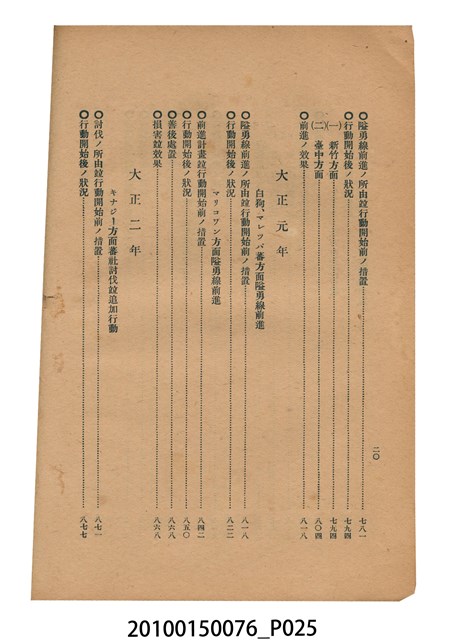 二〇
◯隘勇線前進ノ所由竝行動開始前ノ措置……七八一
◯行動開始後ノ狀況……七九四
(一) 新竹方面……七九四
(二) 臺中方面……八〇四
◯前進ノ效果……八一八
大正元年
白狗、マレツパ蕃方面隘勇線前進
◯隘勇線前進ノ所由竝行動開始前ノ措置……八一八
◯行動開始後ノ狀況……八二二
マリコワン方面隘勇線前進
◯前進計畫竝行動開始前ノ措置……八四二
◯行動開始後ノ狀況……八五〇
◯善後處置……八六八
◯損害竝效果……八六八
大正二年
キナジー方面蕃社討伐竝追加行動
◯討伐ノ所由竝行動開始前ノ措置……八七一
◯行動開始後ノ狀況……八七七
20100150076_P025